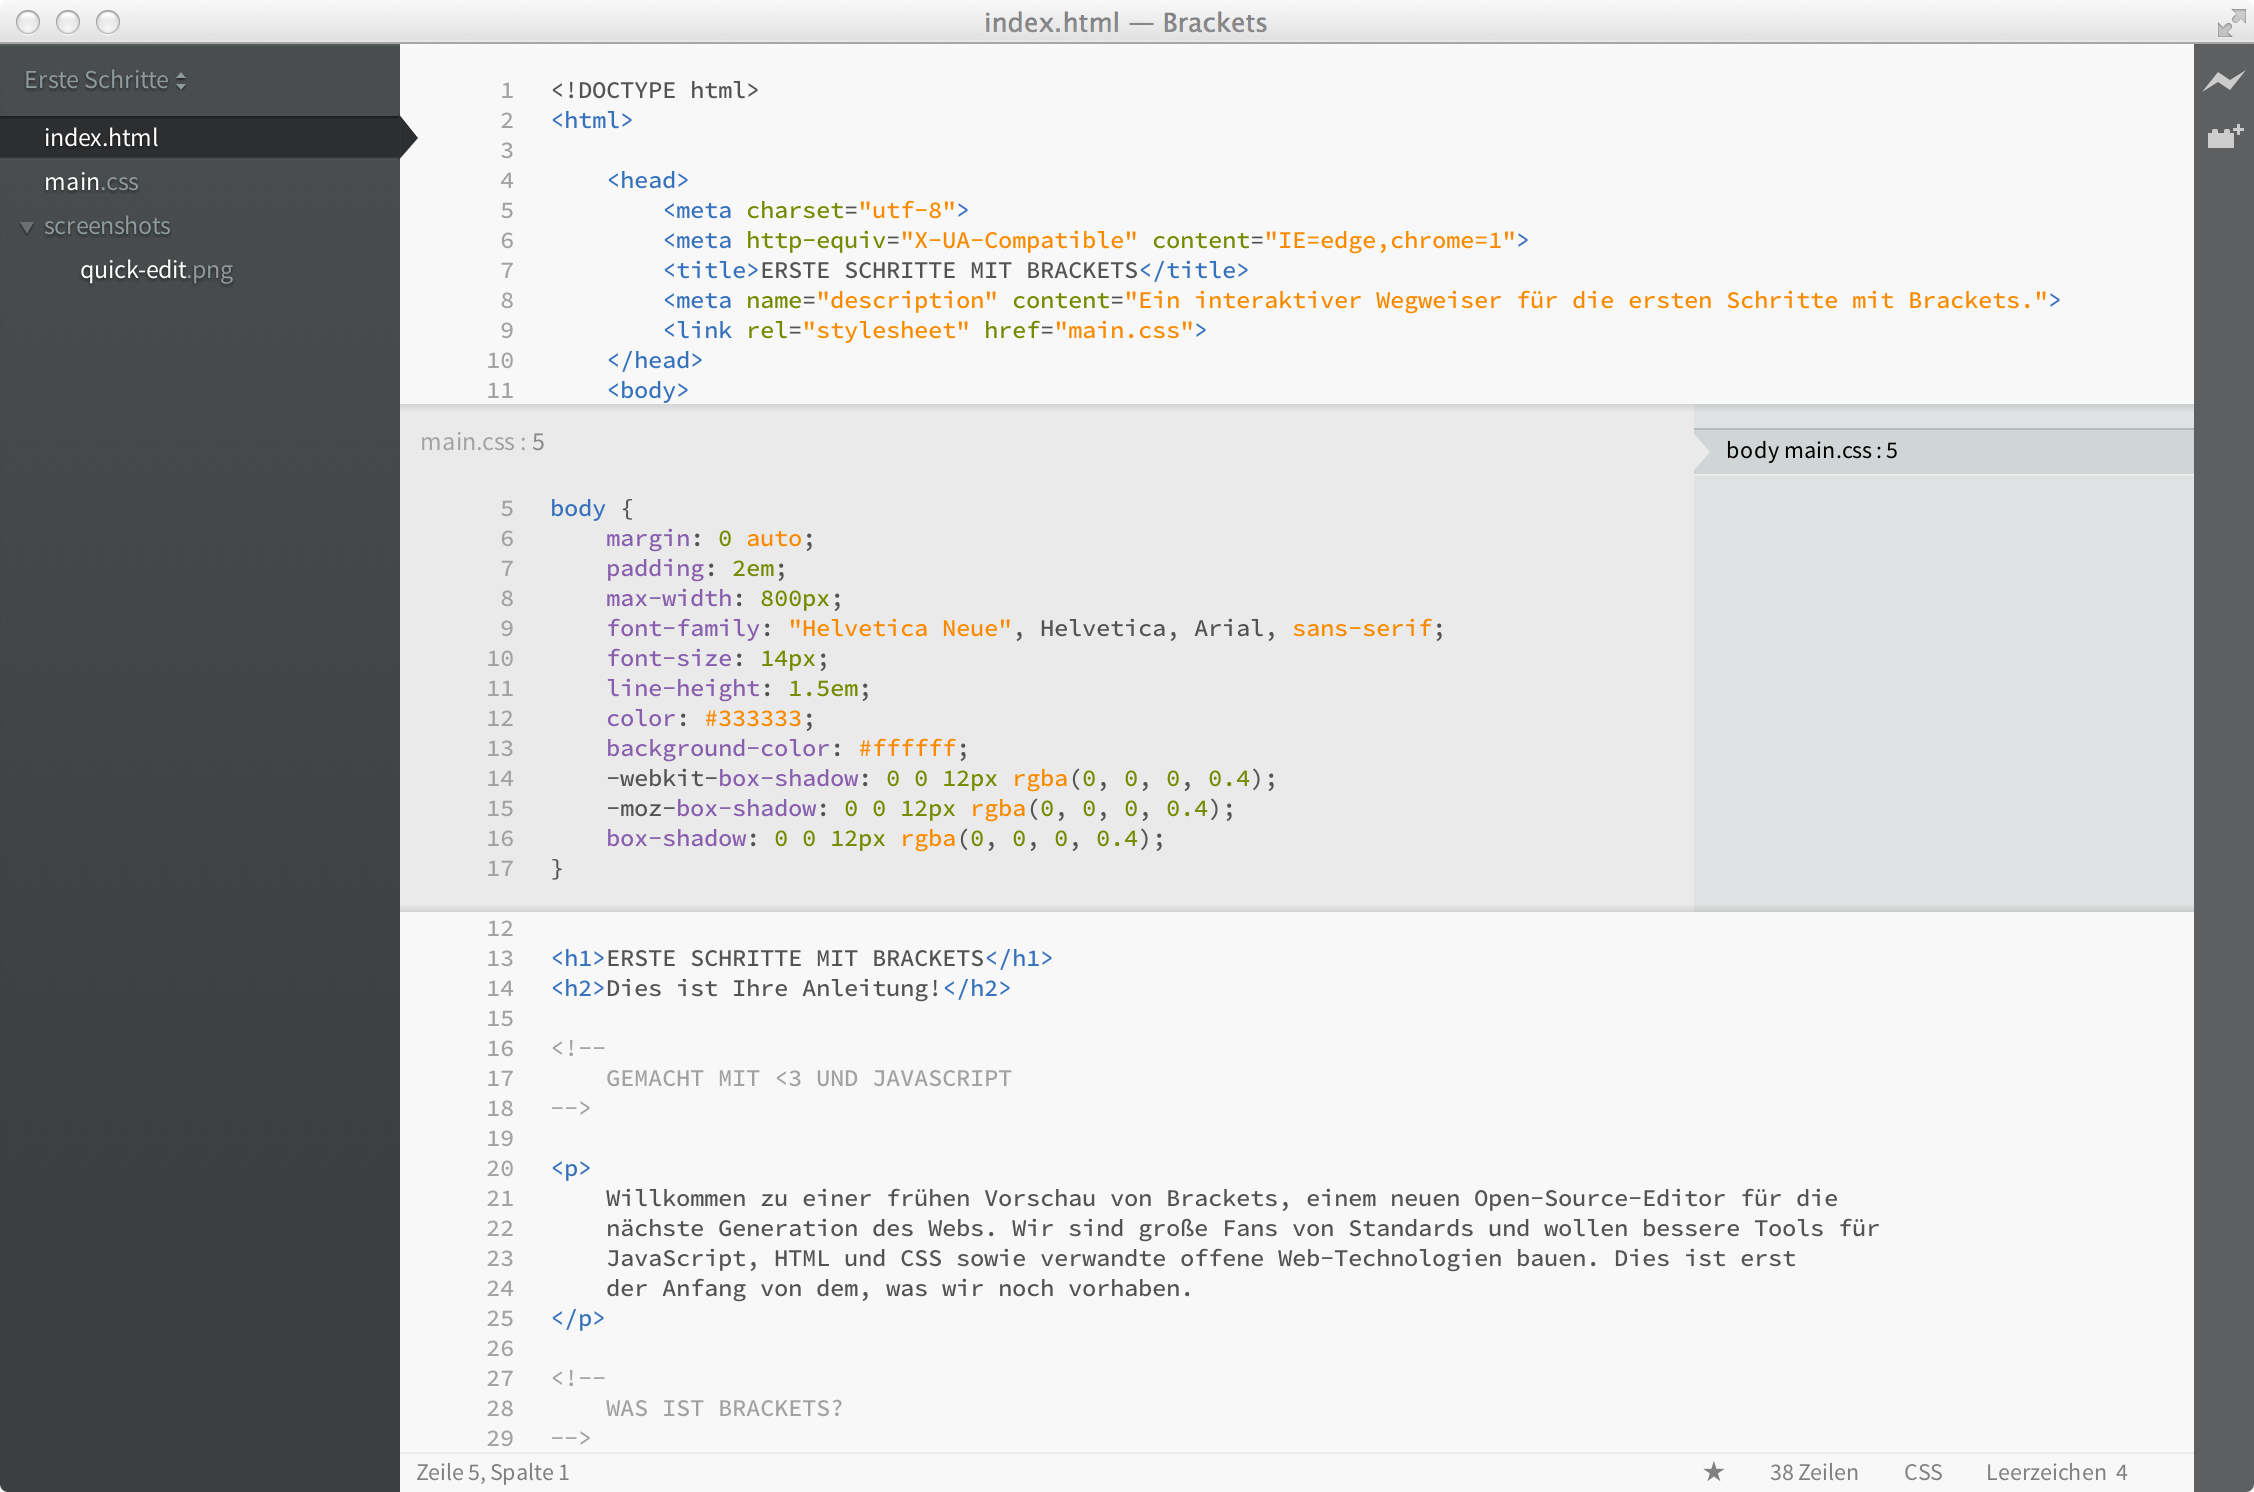 index.html — Brackets
Erste Schritte
index.html
main.css
screenshots
quick-edit.png
1 <!DOCTYPE html>
2 <html>
3
4 <head>
5 <meta charset="utf-8">
6 <meta http-equiv="X-UA-Compatible" content="IE=edge,chrome=1">
7 <title>ERSTE SCHRITTE MIT BRACKETS</title>
8 <meta name="description" content="Ein interaktiver Wegweiser für die ersten Schritte mit Brackets.">
9 <link rel="stylesheet" href="main.css">
10 </head>
11 <body>
main.css : 5
body main.css : 5
5 body {
6 margin: 0 auto;
7 padding: 2em;
8 max-width: 800px;
9 font-family: "Helvetica Neue", Helvetica, Arial, sans-serif;
10 font-size: 14px;
11 line-height: 1.5em;
12 color: #333333;
13 background-color: #ffffff;
14 -webkit-box-shadow: 0 0 12px rgba(0, 0, 0, 0.4);
15 -moz-box-shadow: 0 0 12px rgba(0, 0, 0, 0.4);
16 box-shadow: 0 0 12px rgba(0, 0, 0, 0.4);
17 }
12
13 <h1>ERSTE SCHRITTE MIT BRACKETS</h1>
14 <h2>Dies ist Ihre Anleitung!</h2>
15
16 <!--
17 GEMACHT MIT <3 UND JAVASCRIPT
18 -->
19
20 <p>
21 Willkommen zu einer frühen Vorschau von Brackets, einem neuen Open-Source-Editor für die
22 nächste Generation des Webs. Wir sind große Fans von Standards und wollen bessere Tools für
23 JavaScript, HTML und CSS sowie verwandte offene Web-Technologien bauen. Dies ist erst
24 der Anfang von dem, was wir noch vorhaben.
25 </p>
26
27 <!--
28 WAS IST BRACKETS?
29 -->
Zeile 5, Spalte 1
38 Zeilen
CSS
Leerzeichen 4